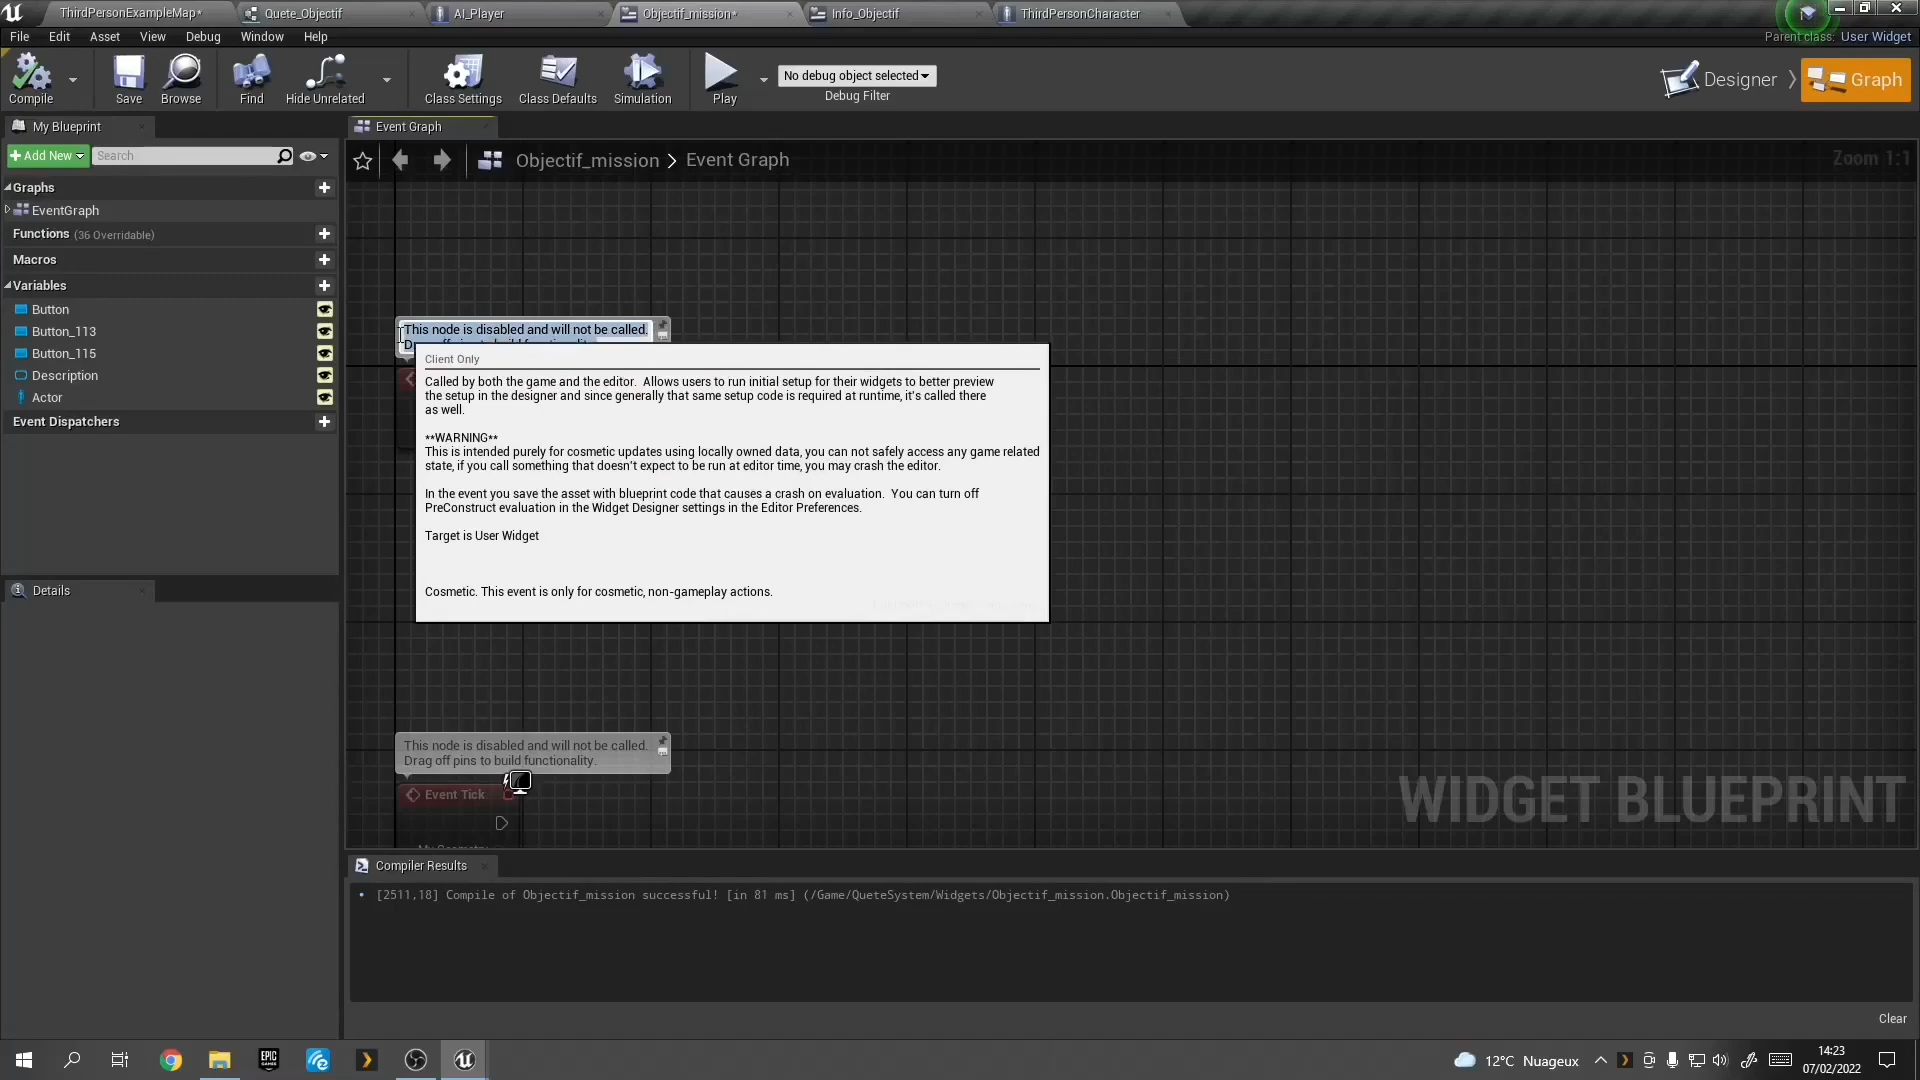 ThirdPersonExampleMap*
Quete_Objectif
AI_Player
Objectif_mission*
Info_Objectif
ThirdPersonCharacter
File Edit Asset View Debug Window Help
Parent class: User Widget
Compile
Save
Browse
Find
Hide Unrelated
Class Settings
Class Defaults
Simulation
Play
No debug object selected
Debug Filter
Designer
Graph
My Blueprint
Event Graph
Add New
Search
Objectif_mission > Event Graph
Zoom 1:1
Graphs
EventGraph
Functions (36 Overridable)
Macros
Variables
Button
Button_113
Button_115
Description
Actor
Event Dispatchers
Details
This node is disabled and will not be called.
Client Only
Called by both the game and the editor. Allows users to run initial setup for their widgets to better preview
the setup in the designer and since generally that same setup code is required at runtime, it's called there
as well.
**WARNING**
This is intended purely for cosmetic updates using locally owned data, you can not safely access any game related
state, if you call something that doesn't expect to be run at editor time, you may crash the editor.
In the event you save the asset with blueprint code that causes a crash on evaluation. You can turn off
PreConstruct evaluation in the Widget Designer settings in the Editor Preferences.
Target is User Widget
Cosmetic. This event is only for cosmetic, non-gameplay actions.
This node is disabled and will not be called.
Drag off pins to build functionality.
Event Tick
WIDGET BLUEPRINT
Compiler Results
[2511,18] Compile of Objectif_mission successful! [in 81 ms] (/Game/QueteSystem/Widgets/Objectif_mission.Objectif_mission)
Clear
EPIC
12°C Nuageux
14:23
07/02/2022